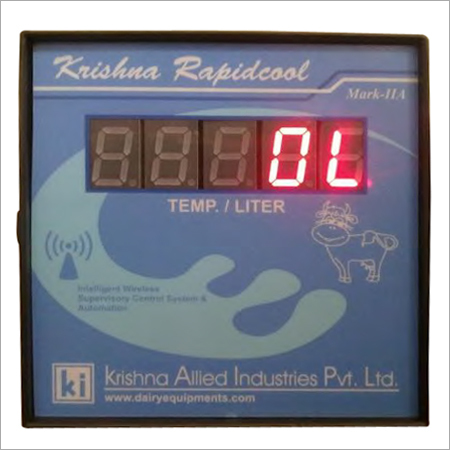 Krishna Rapidcool
Mark-IIA
0L
TEMP. / LITER
Intelligent Wireless
Supervisory Control System &
Automation
ki
Krishna Allied Industries Pvt. Ltd.
www.dairyequipments.com